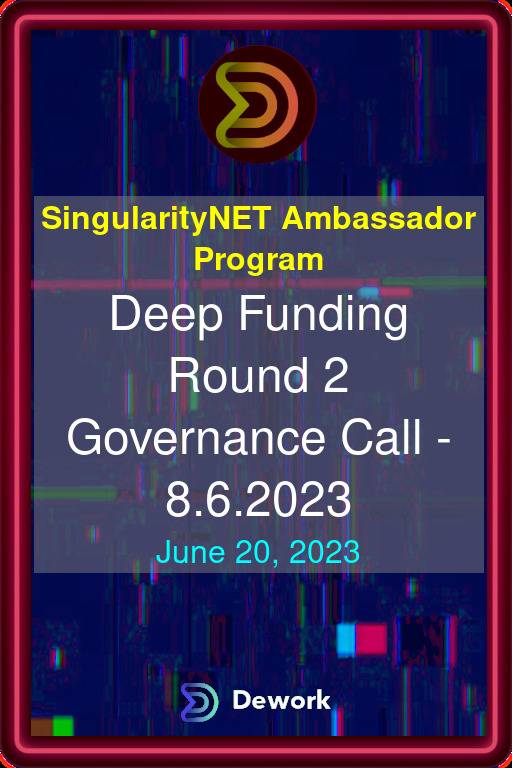 SingularityNET Ambassador
Program
Deep Funding
Round 2
Governance Call -
8.6.2023
June 20, 2023
Dework